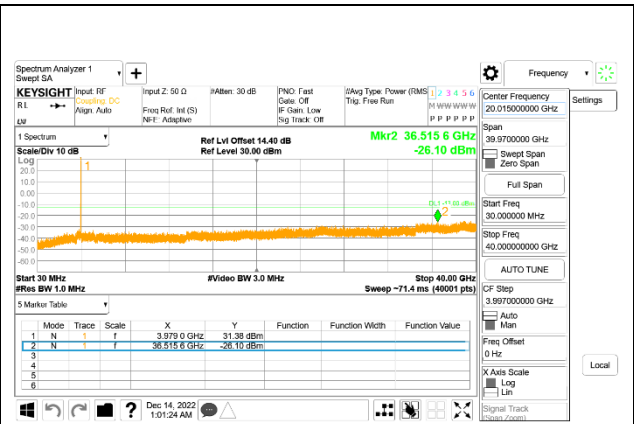 Spectrum Analyzer 1
Swept SA
Frequency
KEYSIGHT
Input: RF
Input Z: 50 Ω
#Atten: 30 dB
PNO: Fast
#Avg Type: Power (RMS
1 2 3 4 5 6
RL
Coupling: DC
Gate: Off
Trig: Free Run
M W W W W W
Align: Auto
Freq Ref: Int (S)
IF Gain: Low
NFE: Adaptive
Sig Track: Off
P P P P P P
Center Frequency
20.015000000 GHz
Settings
1 Spectrum
Ref Lvl Offset 14.40 dB
Mkr2 36.515 6 GHz
Scale/Div 10 dB
Ref Level 30.00 dBm
-26.10 dBm
Log
20.0
10.0
0.00
-10.0
-20.0
-30.0
-40.0
-50.0
-60.0
1
2
Start 30 MHz
#Video BW 3.0 MHz
Stop 40.00 GHz
#Res BW 1.0 MHz
Sweep ~71.4 ms (40001 pts)
Span
39.9700000 GHz
Swept Span
Zero Span
Full Span
Start Freq
30.000000 MHz
Stop Freq
40.000000000 GHz
AUTO TUNE
CF Step
3.997000000 GHz
Auto
Man
Freq Offset
0 Hz
X Axis Scale
Log
Lin
Signal Track
(Span Zoom)
Local
5 Marker Table
Mode Trace Scale X Y Function Function Width Function Value
1 N 1 f 3.979 0 GHz 31.38 dBm
2 N 1 f 36.515 6 GHz -26.10 dBm
3
4
5
6
?
Dec 14, 2022
1:01:24 AM